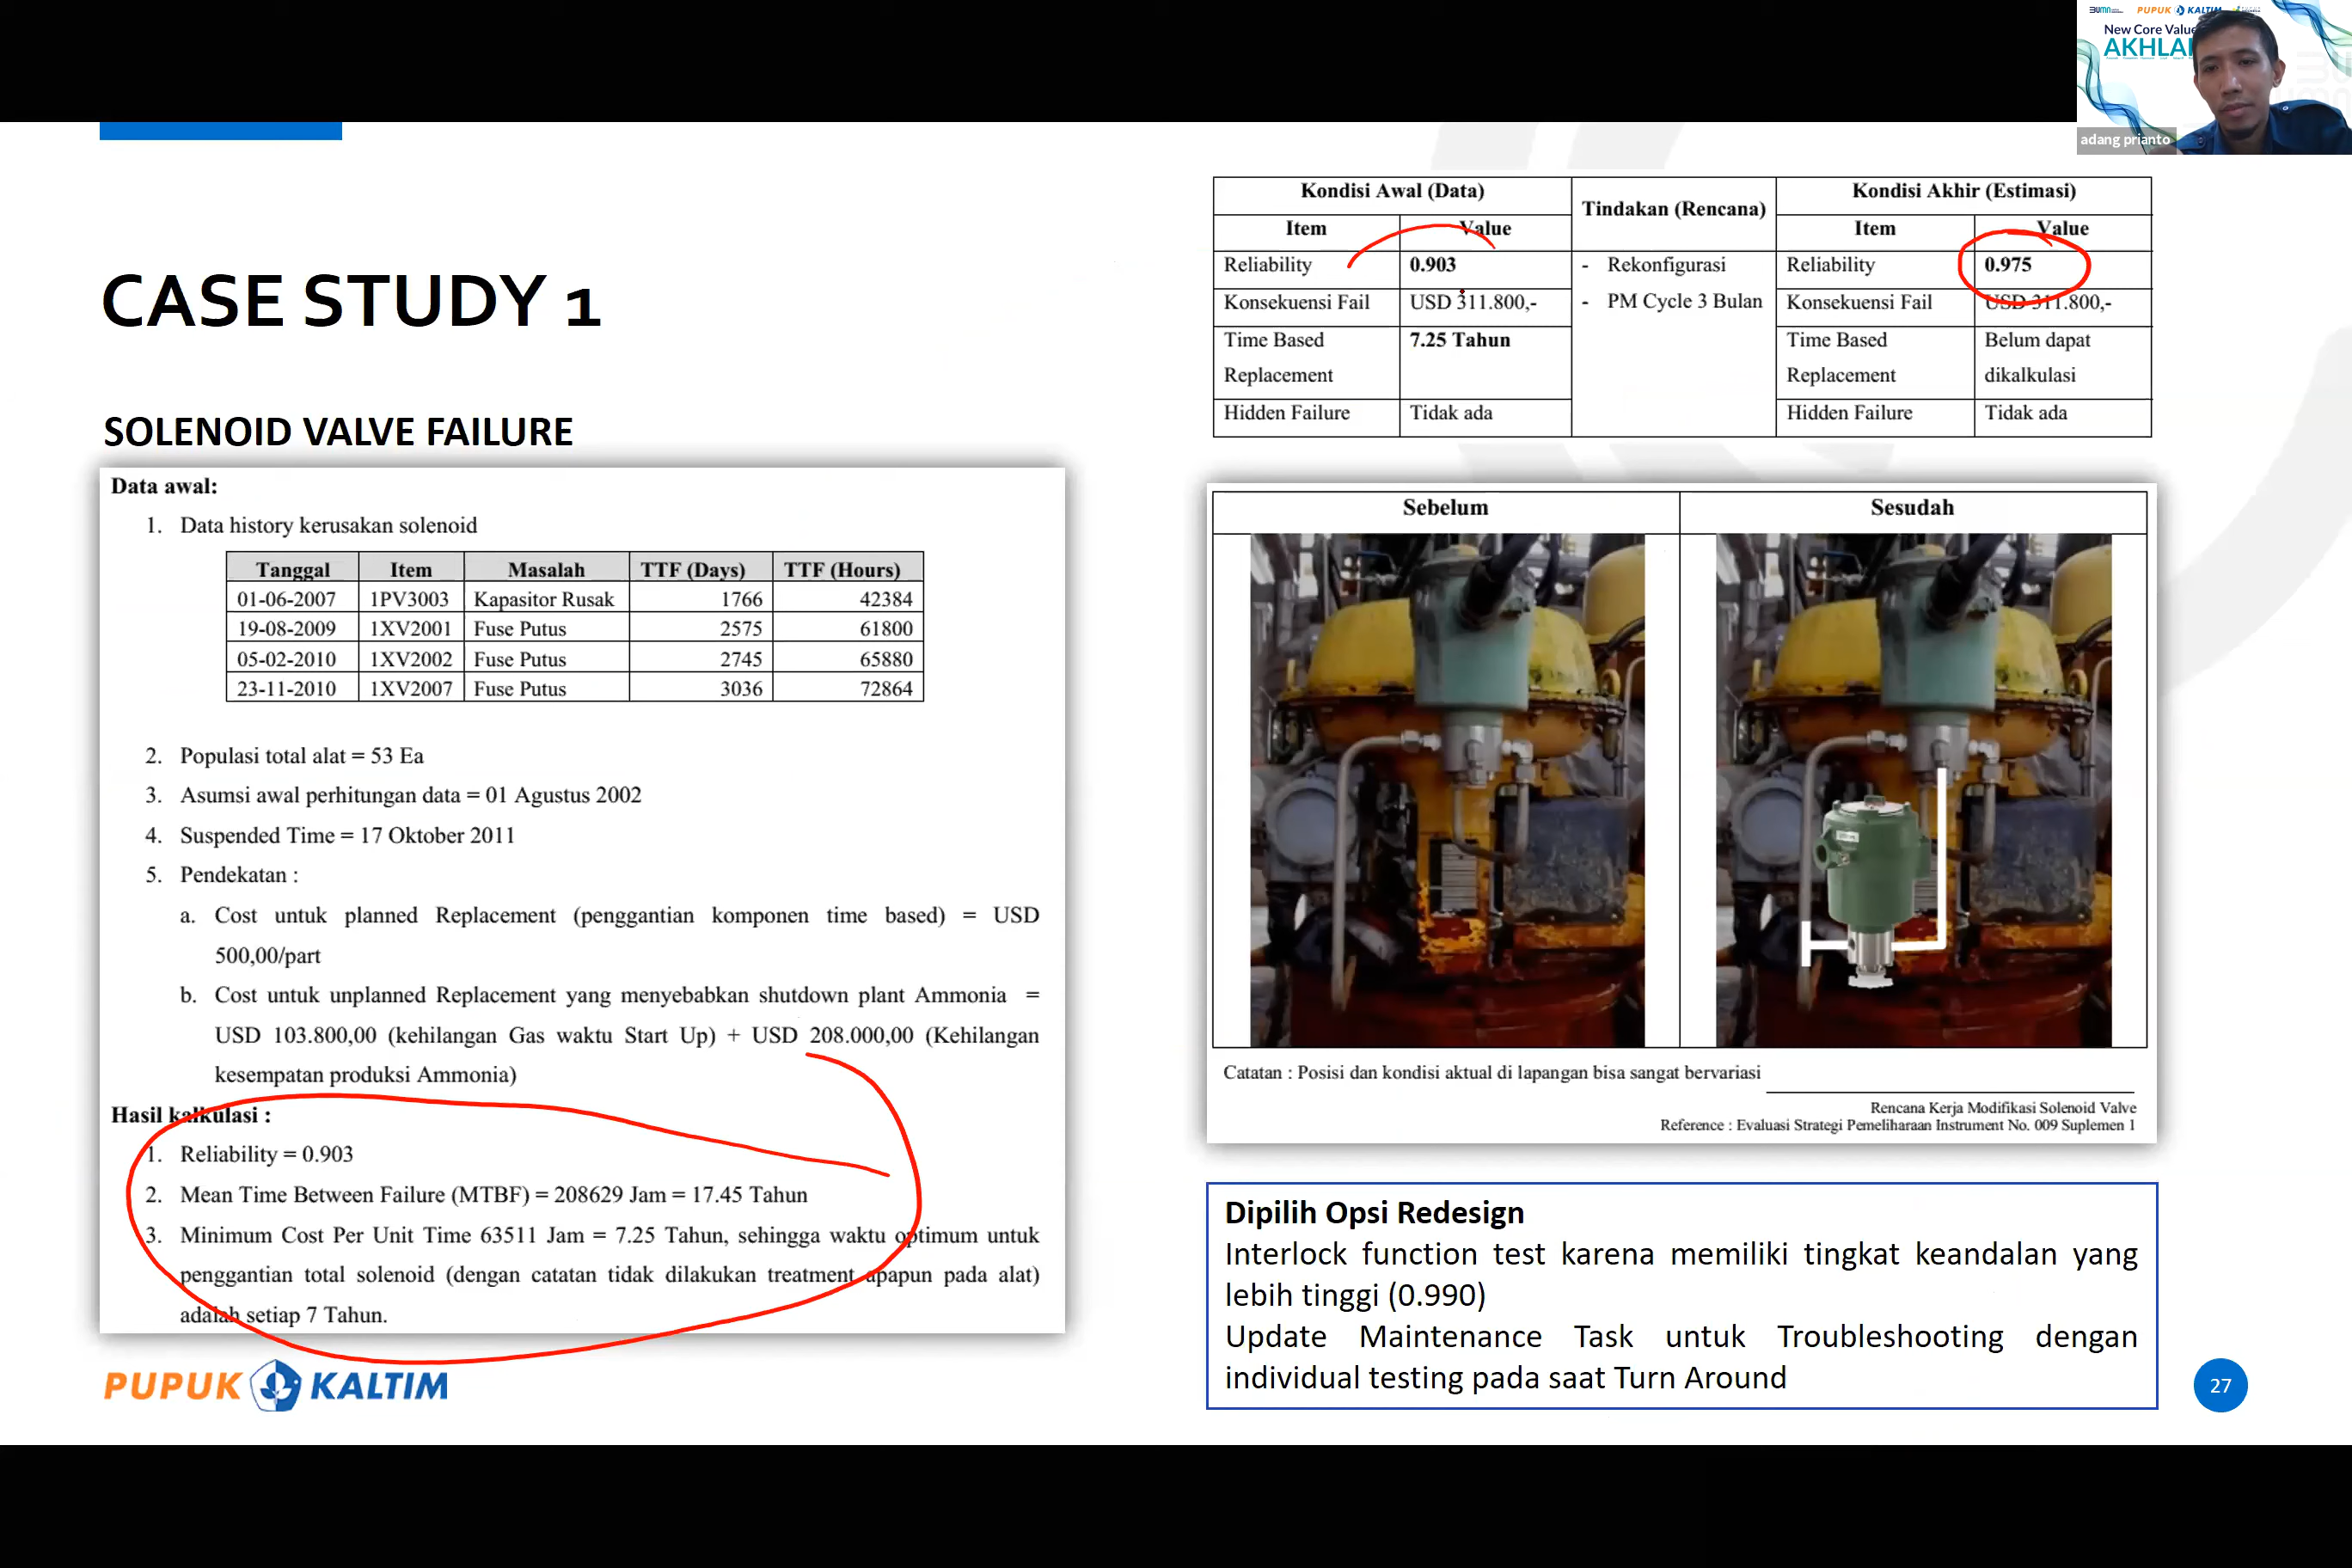 BUMN
PUPUK KALTIM
New Core Value
AKHLA
adang prianto
CASE STUDY 1
SOLENOID VALVE FAILURE
Data awal:
1. Data history kerusakan solenoid
Tanggal Item Masalah TTF (Days) TTF (Hours)
01-06-2007 1PV3003 Kapasitor Rusak 1766 42384
19-08-2009 1XV2001 Fuse Putus 2575 61800
05-02-2010 1XV2002 Fuse Putus 2745 65880
23-11-2010 1XV2007 Fuse Putus 3036 72864
2. Populasi total alat = 53 Ea
3. Asumsi awal perhitungan data = 01 Agustus 2002
4. Suspended Time = 17 Oktober 2011
5. Pendekatan :
a. Cost untuk planned Replacement (penggantian komponen time based) = USD
500,00/part
b. Cost untuk unplanned Replacement yang menyebabkan shutdown plant Ammonia =
USD 103.800,00 (kehilangan Gas waktu Start Up) + USD 208.000,00 (Kehilangan
kesempatan produksi Ammonia)
Hasil kalkulasi :
1. Reliability = 0.903
2. Mean Time Between Failure (MTBF) = 208629 Jam = 17.45 Tahun
3. Minimum Cost Per Unit Time 63511 Jam = 7.25 Tahun, sehingga waktu optimum untuk
penggantian total solenoid (dengan catatan tidak dilakukan treatment apapun pada alat)
adalah setiap 7 Tahun.
PUPUK KALTIM
Kondisi Awal (Data) Tindakan (Rencana) Kondisi Akhir (Estimasi)
Item Value Item Value
Reliability 0.903 - Rekonfigurasi Reliability 0.975
Konsekuensi Fail USD 311.800,- - PM Cycle 3 Bulan Konsekuensi Fail USD 311.800,-
Time Based 7.25 Tahun Time Based Belum dapat
Replacement Replacement dikalkulasi
Hidden Failure Tidak ada Hidden Failure Tidak ada
Sebelum Sesudah
Catatan : Posisi dan kondisi aktual di lapangan bisa sangat bervariasi
Rencana Kerja Modifikasi Solenoid Valve
Reference : Evaluasi Strategi Pemeliharaan Instrument No. 009 Suplemen 1
Dipilih Opsi Redesign
Interlock function test karena memiliki tingkat keandalan yang
lebih tinggi (0.990)
Update Maintenance Task untuk Troubleshooting dengan
individual testing pada saat Turn Around
27